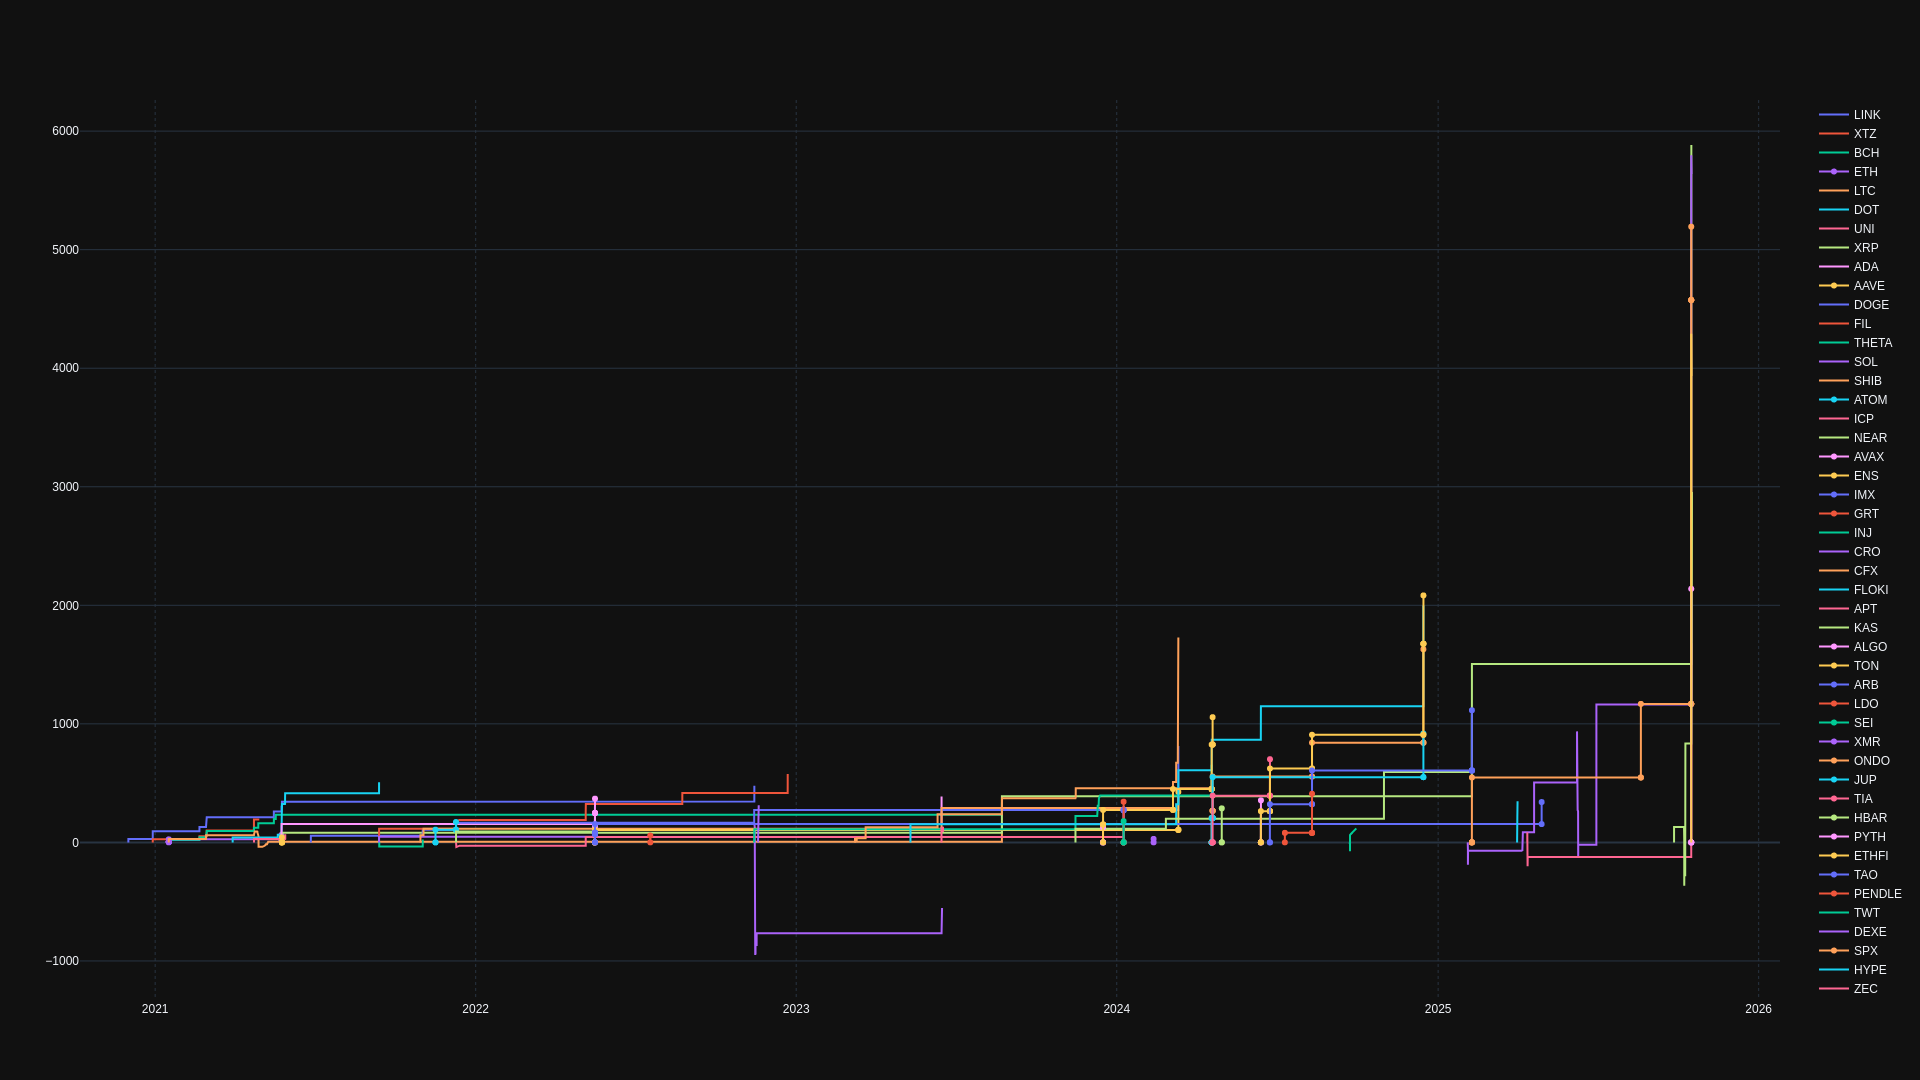 6000
5000
4000
3000
2000
1000
0
−1000
2021
2022
2023
2024
2025
2026
LINK
XTZ
BCH
ETH
LTC
DOT
UNI
XRP
ADA
AAVE
DOGE
FIL
THETA
SOL
SHIB
ATOM
ICP
NEAR
AVAX
ENS
IMX
GRT
INJ
CRO
CFX
FLOKI
APT
KAS
ALGO
TON
ARB
LDO
SEI
XMR
ONDO
JUP
TIA
HBAR
PYTH
ETHFI
TAO
PENDLE
TWT
DEXE
SPX
HYPE
ZEC